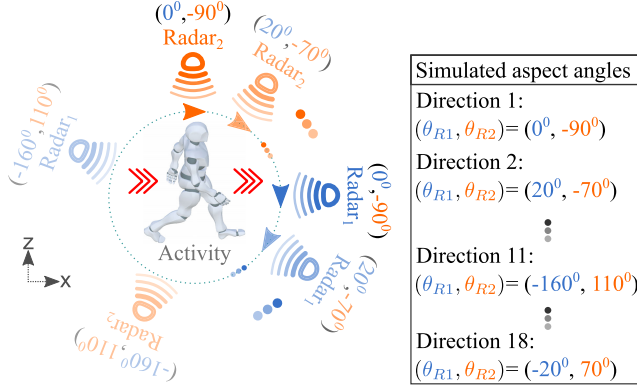 (0⁰,-90⁰)
Radar₂
(20⁰,-70⁰)
Radar₂
(-160⁰,110⁰)
Radar₁
(0⁰,-90⁰)
Radar₁
Activity
(20⁰,-70⁰)
Radar₁
Radar₂
(-160⁰,110⁰)
z
x
Simulated aspect angles
Direction 1:
(θR1, θR2)= (0⁰, -90⁰)
Direction 2:
(θR1, θR2)= (20⁰, -70⁰)
Direction 11:
(θR1, θR2)= (-160⁰, 110⁰)
Direction 18:
(θR1, θR2)= (-20⁰, 70⁰)